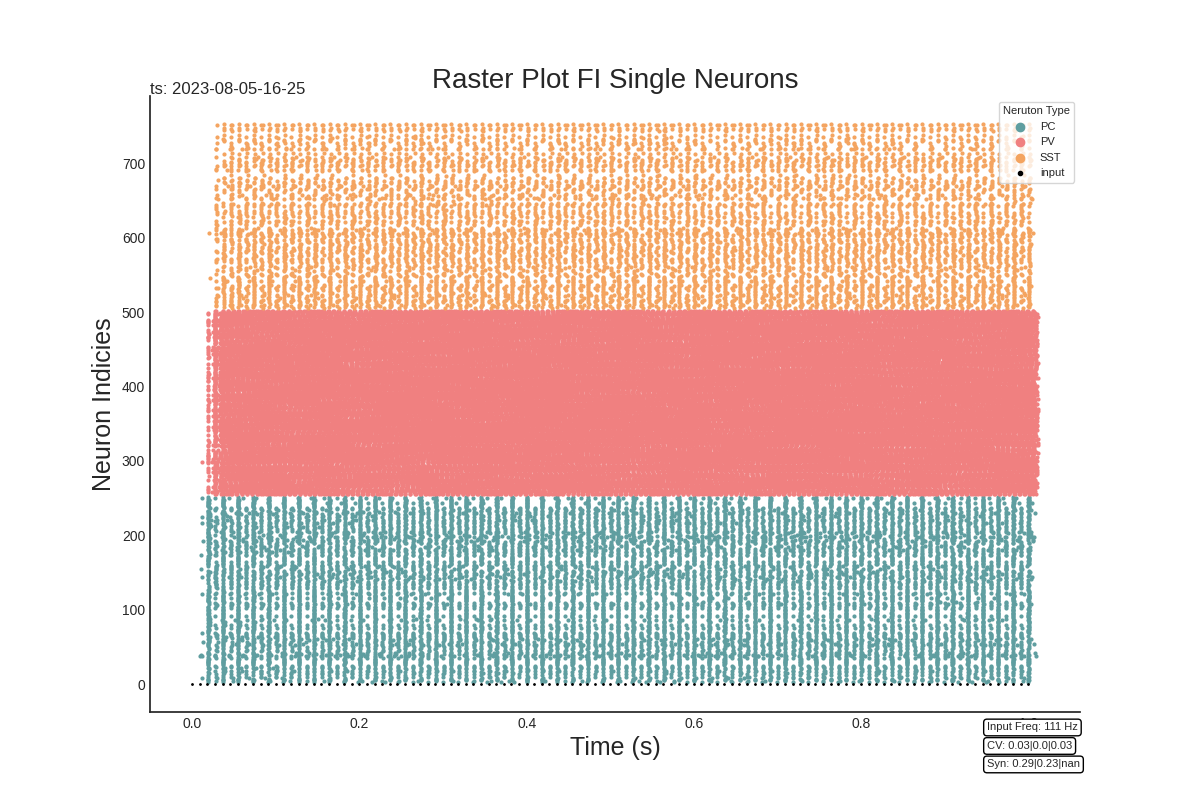 Raster Plot FI Single Neurons
ts: 2023-08-05-16-25
Neruton Type
PC
PV
SST
input
Neuron Indicies
700
600
500
400
300
200
100
0
0.0
0.2
0.4
0.6
0.8
Time (s)
Input Freq: 111 Hz
CV: 0.03|0.0|0.03
Syn: 0.29|0.23|nan